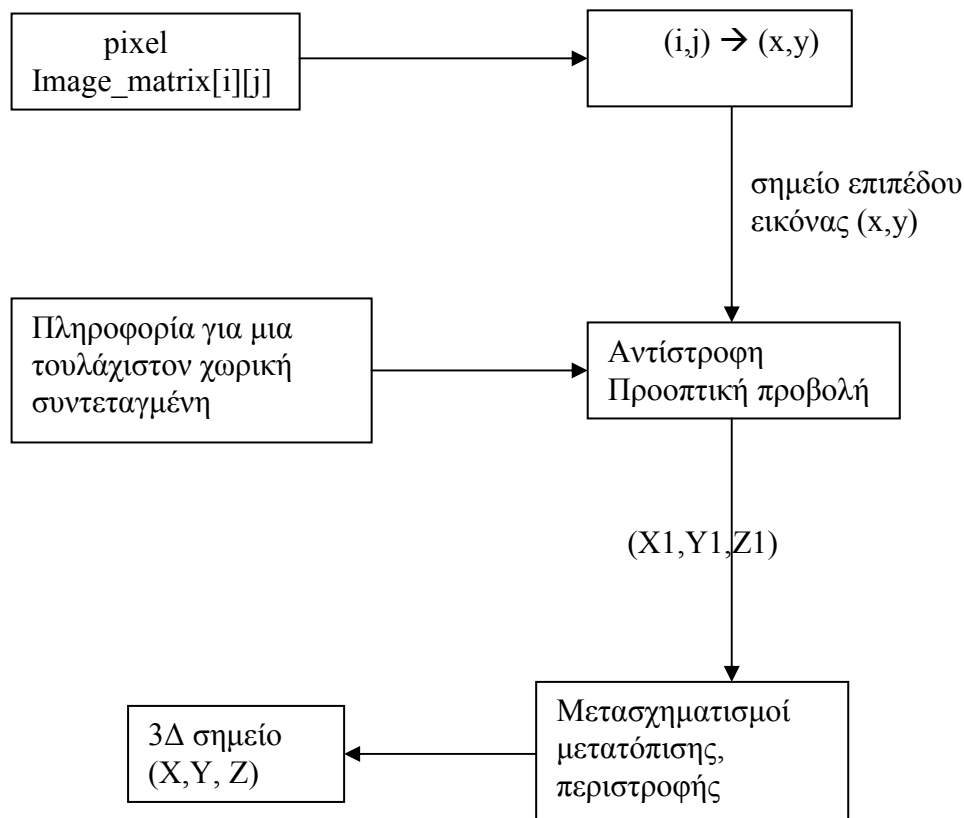 pixel
Image_matrix[i][j]
(i,j) → (x,y)
σημείο επιπέδου
εικόνας (x,y)
Πληροφορία για μια
τουλάχιστον χωρική
συντεταγμένη
Αντίστροφη
Προοπτική προβολή
(X1,Y1,Z1)
Μετασχηματισμοί
μετατόπισης,
περιστροφής
3Δ σημείο
(X,Y, Z)